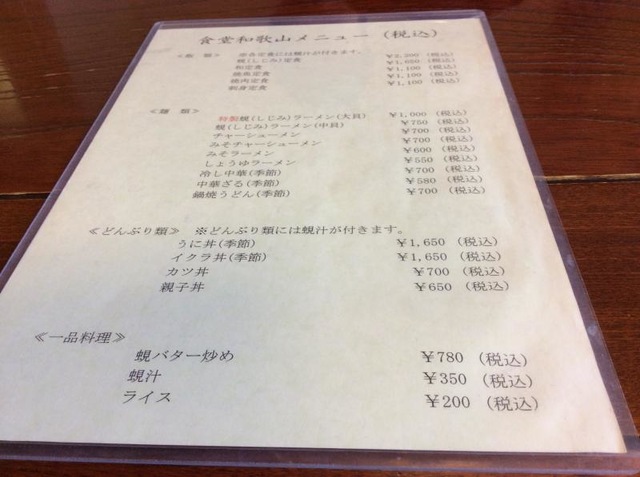 食堂和歌山メニュー（税込）
≪飯 類≫ ※各定食には蜆汁が付きます。
蜆(しじみ)定食 ¥2,200 (税込)
和定食 ¥1,650 (税込)
焼魚定食 ¥1,100 (税込)
焼肉定食 ¥1,100 (税込)
刺身定食 ¥1,100 (税込)
≪麺 類≫
特製蜆(しじみ)ラーメン(大貝) ¥1,000 (税込)
蜆(しじみ)ラーメン(中貝) ¥750 (税込)
チャーシューメン ¥700 (税込)
みそチャーシューメン ¥700 (税込)
みそラーメン ¥600 (税込)
しょうゆラーメン ¥550 (税込)
冷し中華(季節) ¥700 (税込)
中華ざる(季節) ¥580 (税込)
鍋焼うどん(季節) ¥700 (税込)
≪どんぶり類≫ ※どんぶり類には蜆汁が付きます。
うに丼(季節) ¥1,650 (税込)
イクラ丼(季節) ¥1,650 (税込)
カツ丼 ¥700 (税込)
親子丼 ¥650 (税込)
≪一品料理≫
蜆バター炒め ¥780 (税込)
蜆汁 ¥350 (税込)
ライス ¥200 (税込)